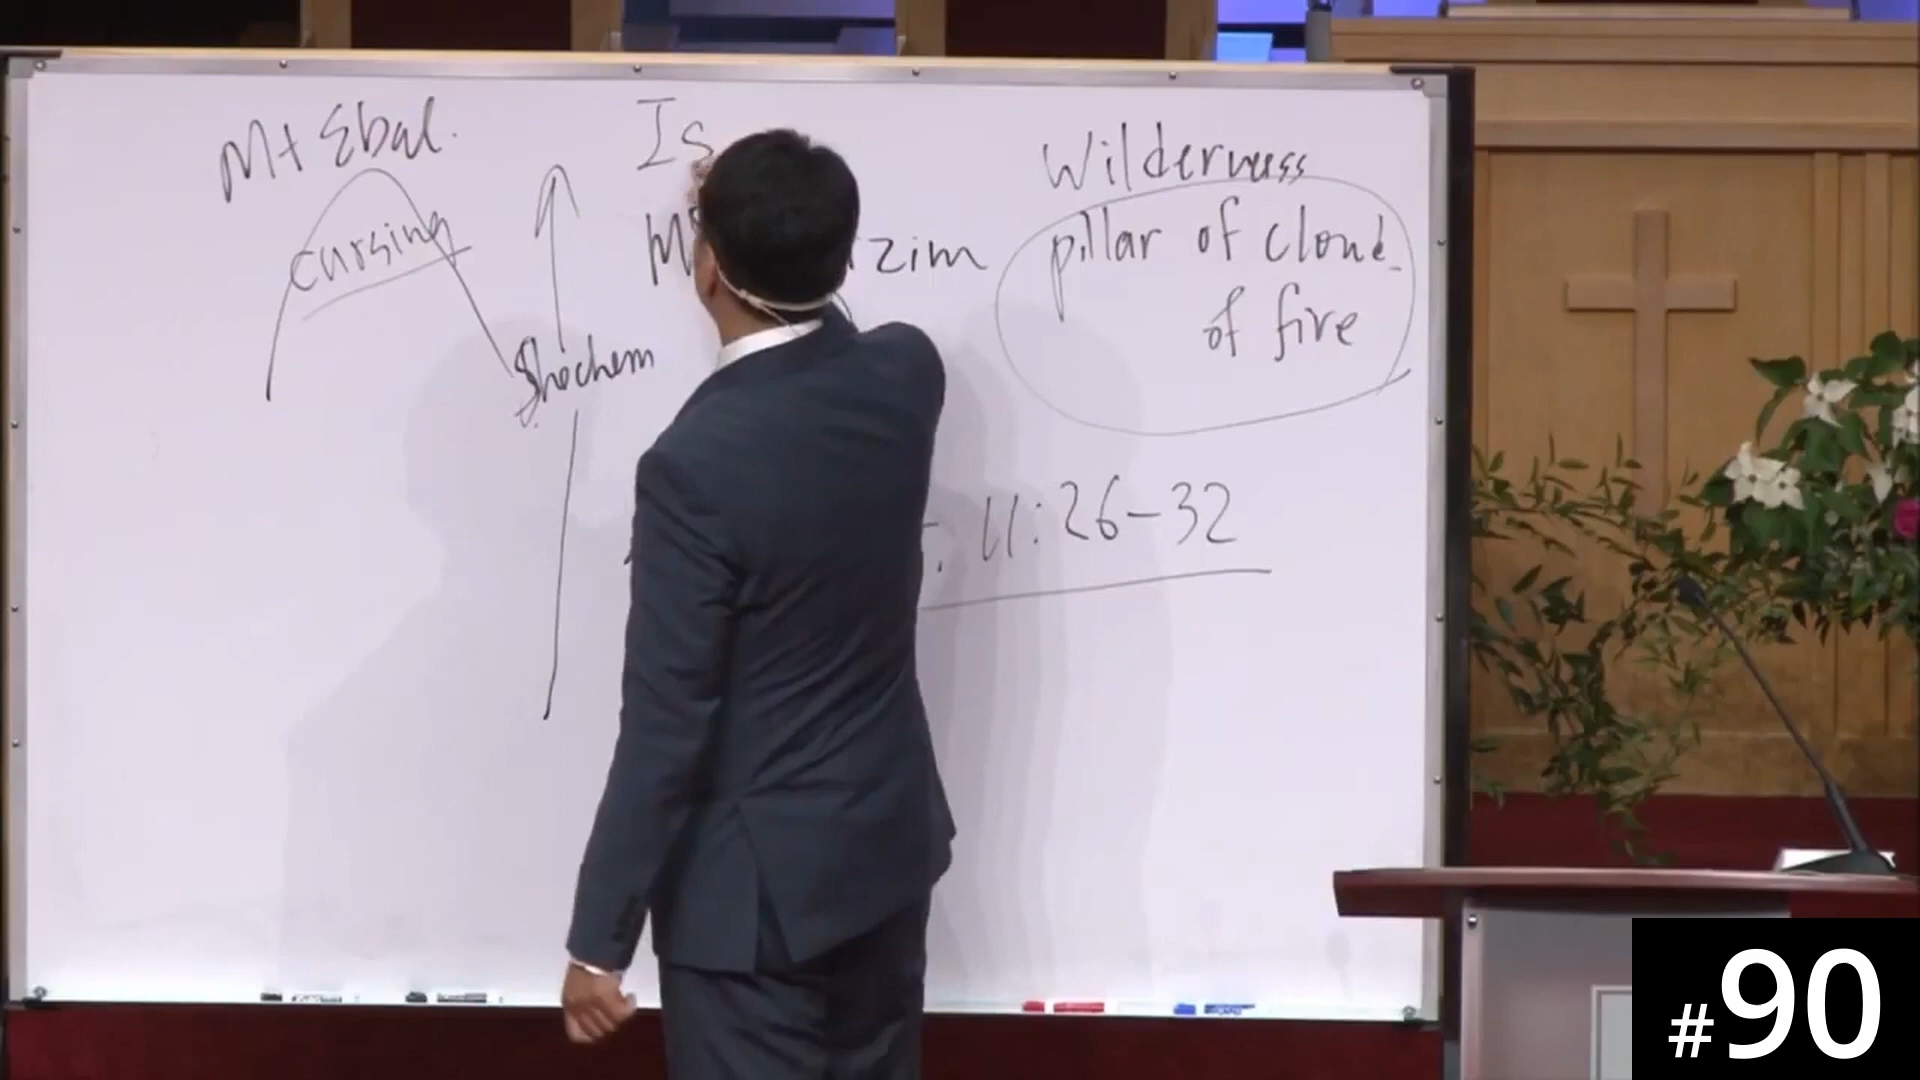 Mt Ebal.
cursing
Shechem
Is
zim
Wilderness
pillar of cloud
of fire
11:26-32
#90